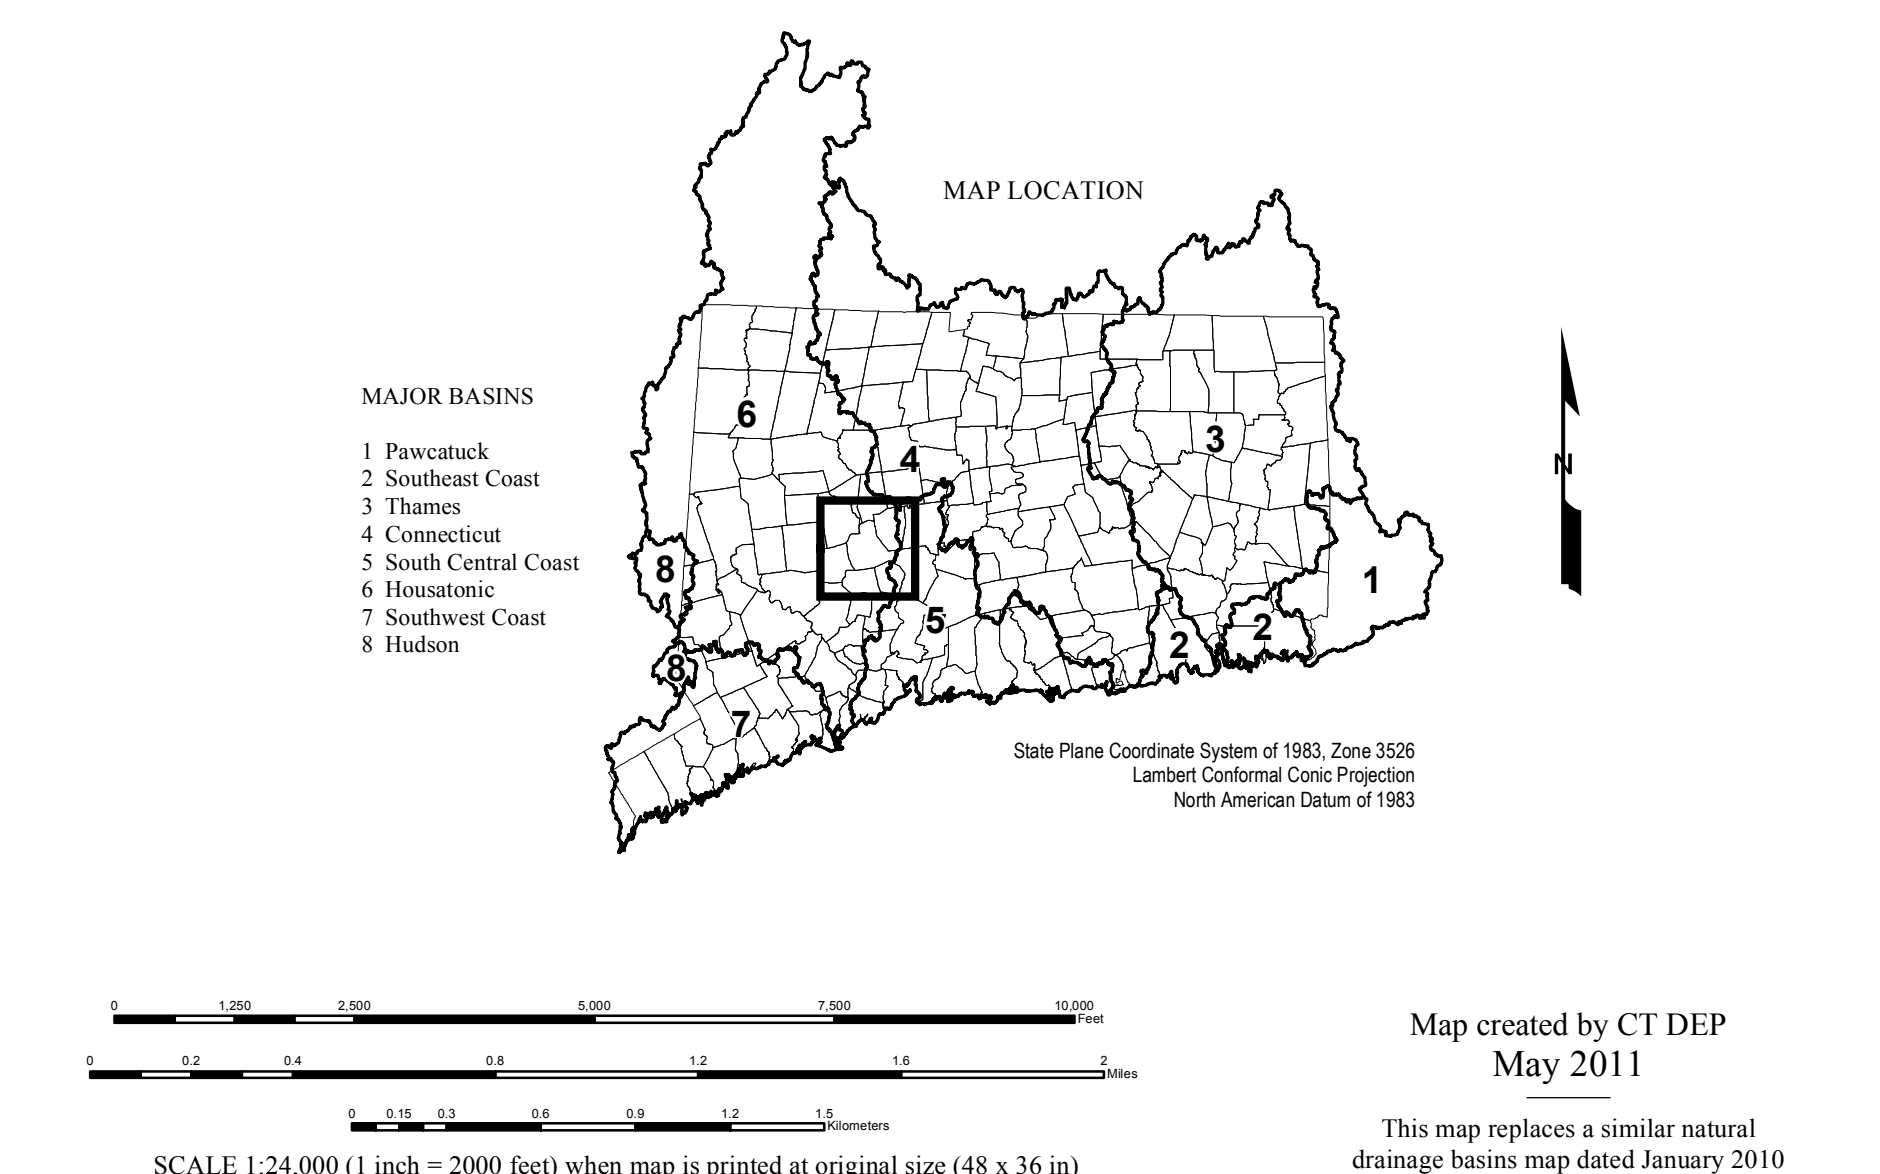 MAP LOCATION
MAJOR BASINS
1 Pawcatuck
2 Southeast Coast
3 Thames
4 Connecticut
5 South Central Coast
6 Housatonic
7 Southwest Coast
8 Hudson
6
4
3
8
5
1
2
2
8
7
N
State Plane Coordinate System of 1983, Zone 3526
Lambert Conformal Conic Projection
North American Datum of 1983
0 1,250 2,500 5,000 7,500 10,000
Feet
0 0.2 0.4 0.8 1.2 1.6 2
Miles
0 0.15 0.3 0.6 0.9 1.2 1.5
Kilometers
SCALE 1:24,000 (1 inch = 2000 feet) when map is printed at original size (48 x 36 in)
Map created by CT DEP
May 2011
This map replaces a similar natural
drainage basins map dated January 2010